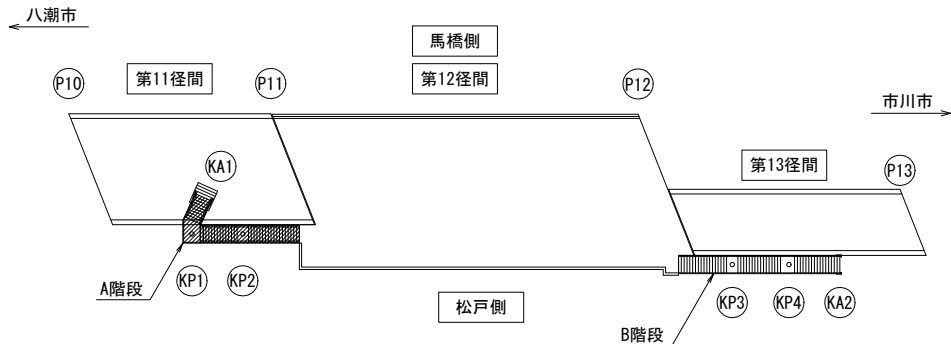 八潮市
馬橋側
P10
第11径間
P11
第12径間
P12
市川市
第13径間
P13
KA1
A階段
KP1
KP2
松戸側
B階段
KP3
KP4
KA2